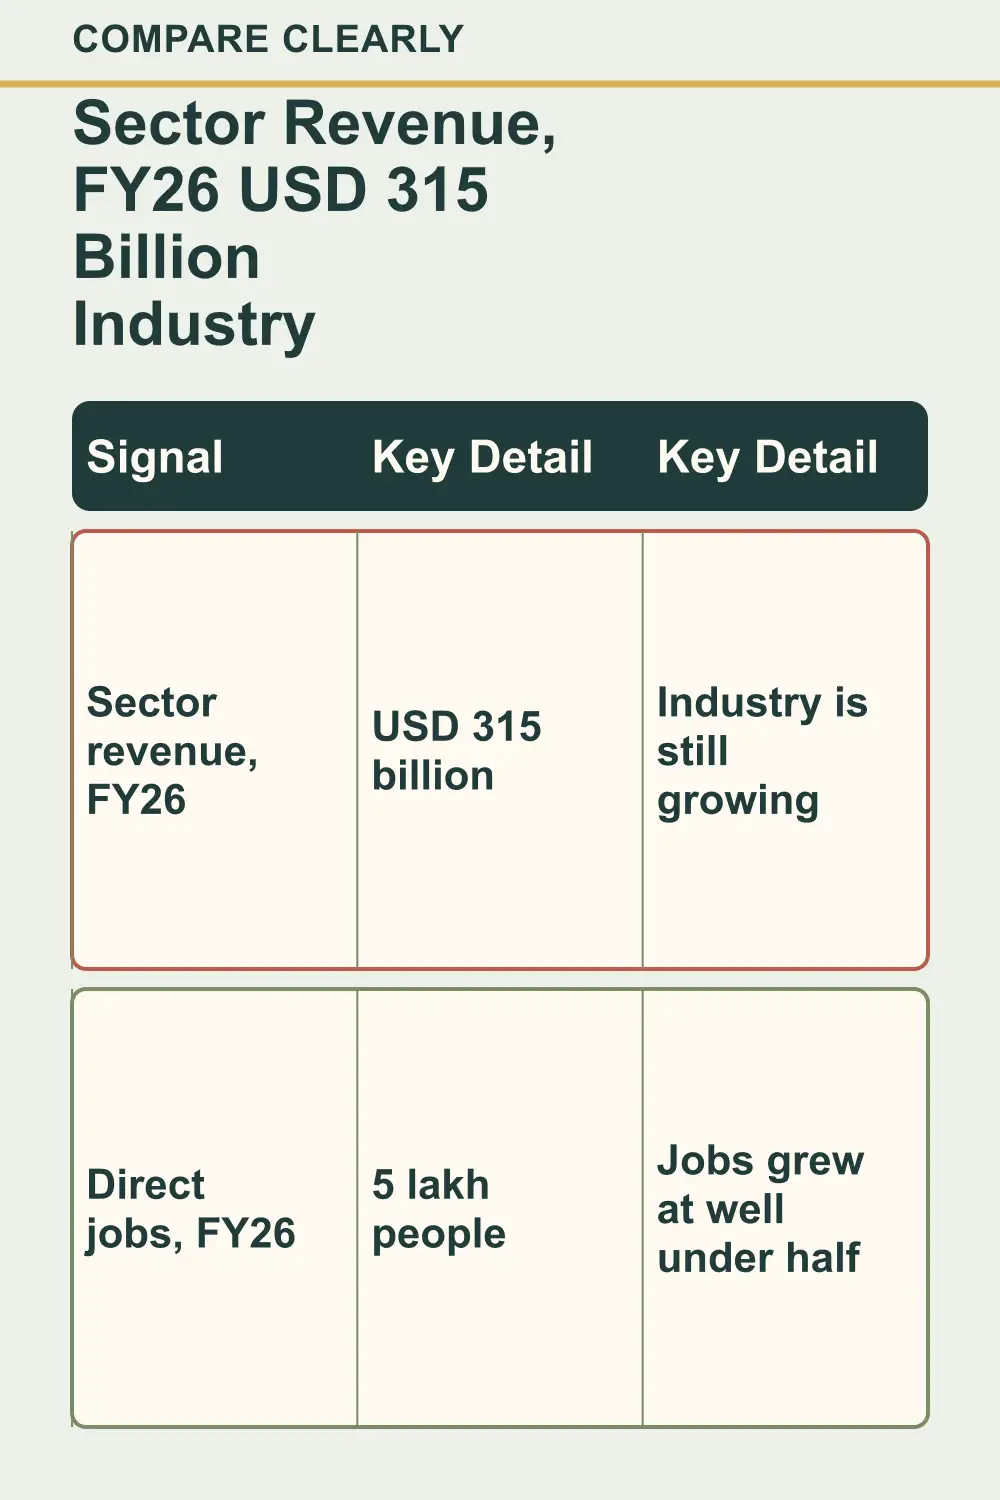 COMPARE CLEARLY
Sector Revenue,
FY26 USD 315
Billion
Industry
Signal
Key Detail
Key Detail
Sector
revenue,
FY26
USD 315
billion
Industry is
still
growing
Direct
jobs, FY26
5 lakh
people
Jobs grew
at well
under half